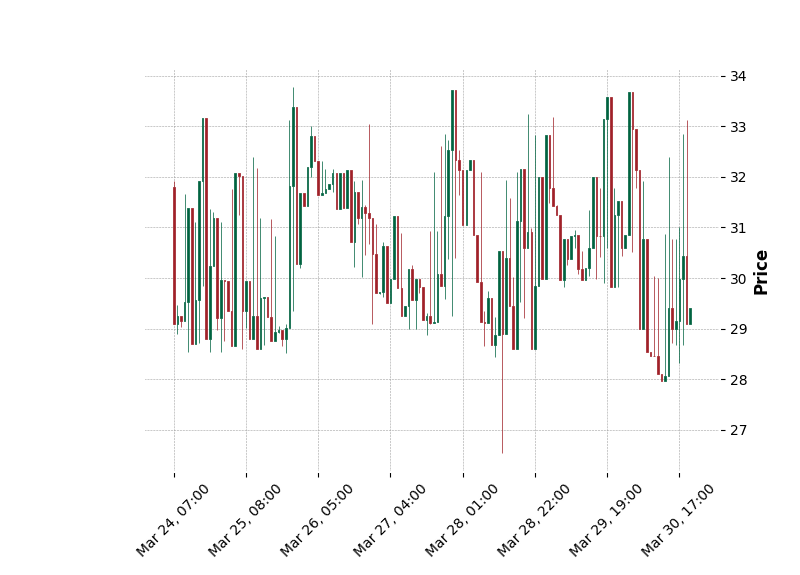 34
33
32
31
30
29
28
27
Price
Mar 24, 07:00
Mar 25, 08:00
Mar 26, 05:00
Mar 27, 04:00
Mar 28, 01:00
Mar 28, 22:00
Mar 29, 19:00
Mar 30, 17:00